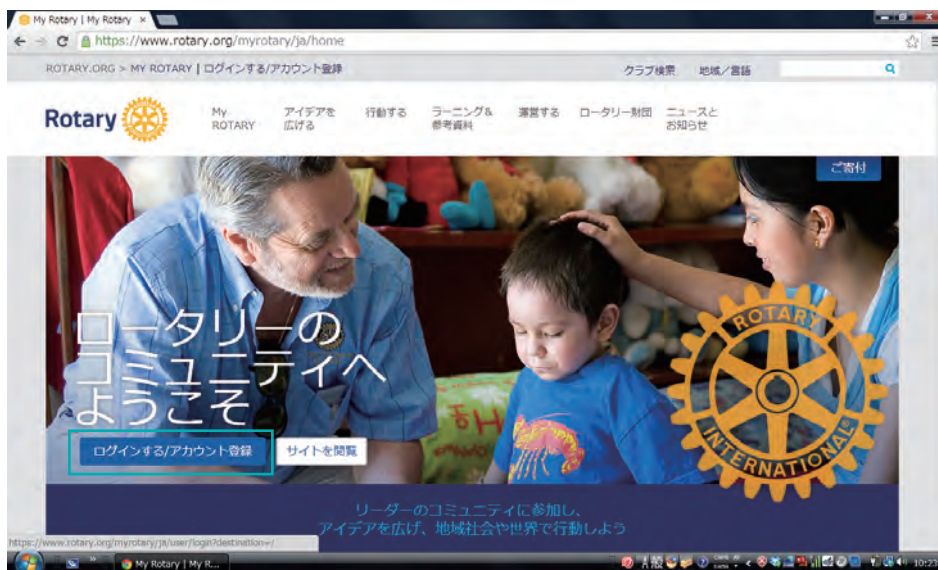 My Rotary | My Rotary ×
https://www.rotary.org/myrotary/ja/home
ROTARY.ORG > MY ROTARY | ログインする/アカウント登録
クラブ検索 地域／言語
Rotary
My ROTARY
アイデアを広げる
行動する
ラーニング&参考資料
運営する
ロータリー財団
ニュースとお知らせ
ご寄付
ロータリーの
コミュニティへ
ようこそ
ROTARY
INTERNATIONAL
ログインする/アカウント登録
サイトを閲覧
リーダーのコミュニティに参加し、
アイデアを広げ、地域社会や世界で行動しよう
https://www.rotary.org/myrotary/ja/user/login?destination=/
My Rotary | My R...
10:23